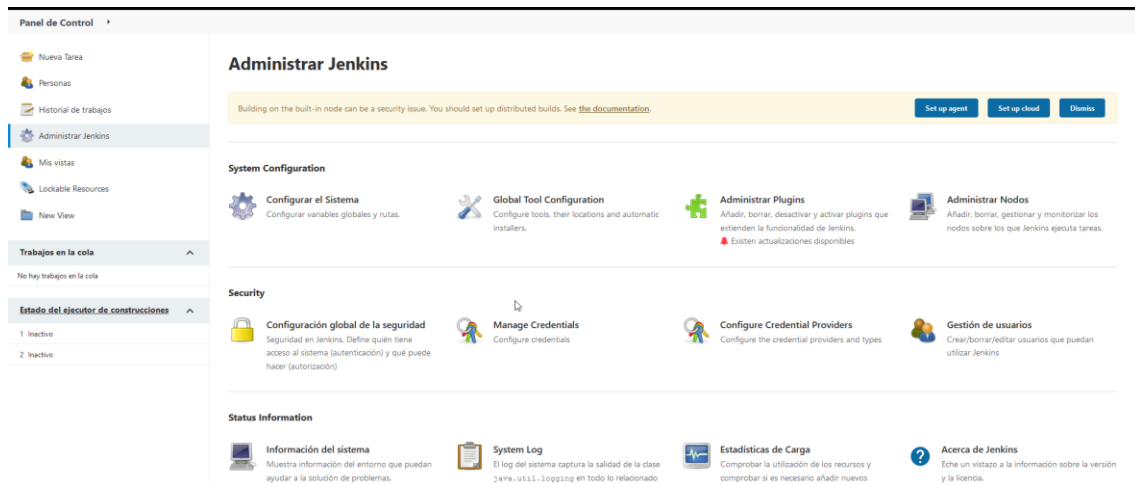 Panel de Control
Nueva Tarea
Personas
Historial de trabajos
Administrar Jenkins
Mis vistas
Lockable Resources
New View
Trabajos en la cola
No hay trabajos en la cola
Estado del ejecutor de construcciones
1 Inactivo
2 Inactivo
Administrar Jenkins
Building on the built-in node can be a security issue. You should set up distributed builds. See the documentation.
Set up agent
Set up cloud
Dismiss
System Configuration
Configurar el Sistema
Configurar variables globales y rutas.
Global Tool Configuration
Configure tools, their locations and automatic
installers.
Administrar Plugins
Añadir, borrar, desactivar y activar plugins que
extienden la funcionalidad de Jenkins.
Existen actualizaciones disponibles
Administrar Nodos
Añadir, borrar, gestionar y monitorizar los
nodos sobre los que Jenkins ejecuta tareas.
Security
Configuración global de la seguridad
Seguridad en Jenkins. Define quién tiene
acceso al sistema (autenticación) y qué puede
hacer (autorización)
Manage Credentials
Configure credentials
Configure Credential Providers
Configure the credential providers and types
Gestión de usuarios
Crear/borrar/editar usuarios que puedan
utilizar Jenkins
Status Information
Información del sistema
Muestra información del entorno que puedan
ayudar a la solución de problemas.
System Log
El log del sistema captura la salida de la clase
java.util.logging en todo lo relacionado
Estadísticas de Carga
Comprobar la utilización de los recursos y
comprobar si es necesario añadir nuevos
Acerca de Jenkins
Eche un vistazo a la información sobre la versión
y la licencia.